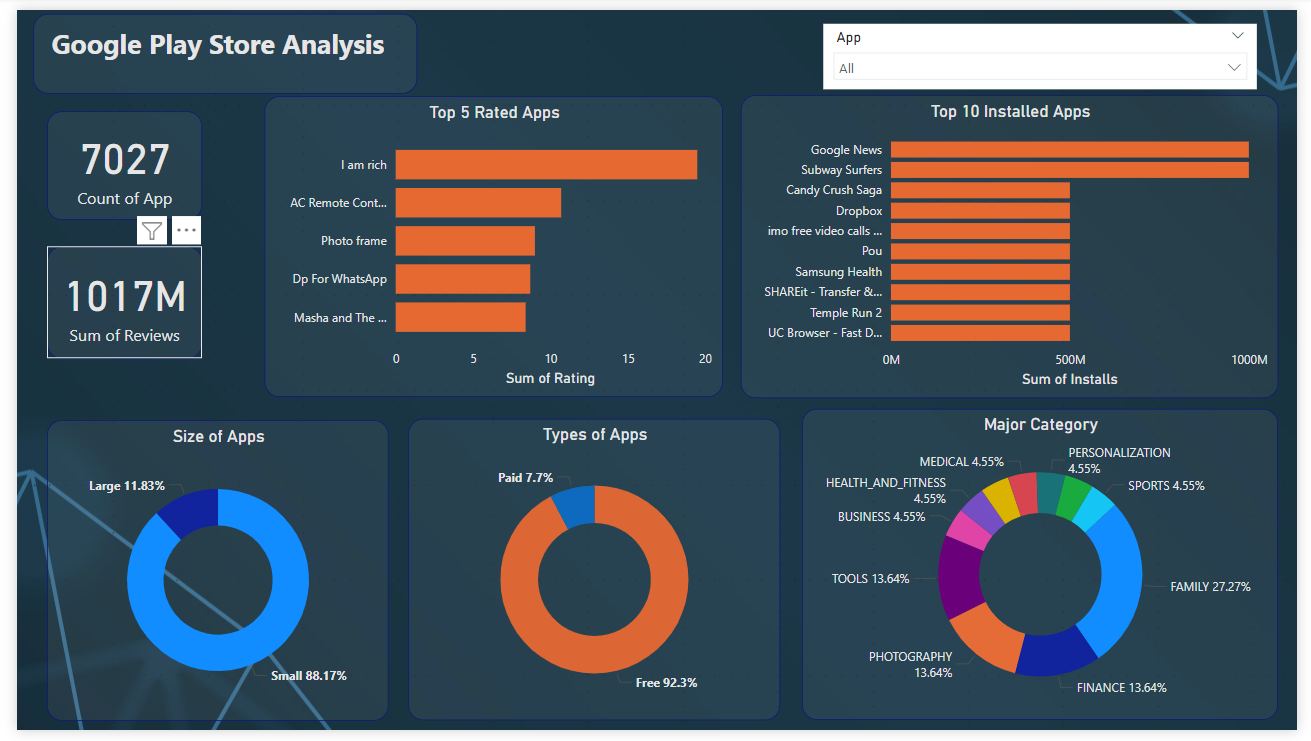 Google Play Store Analysis
App
All
7027
Count of App
1017M
Sum of Reviews
Top 5 Rated Apps
I am rich
AC Remote Cont...
Photo frame
Dp For WhatsApp
Masha and The ...
0 5 10 15 20
Sum of Rating
Top 10 Installed Apps
Google News
Subway Surfers
Candy Crush Saga
Dropbox
imo free video calls ...
Pou
Samsung Health
SHAREit - Transfer &...
Temple Run 2
UC Browser - Fast D...
0M 500M 1000M
Sum of Installs
Size of Apps
Large 11.83%
Small 88.17%
Types of Apps
Paid 7.7%
Free 92.3%
Major Category
MEDICAL 4.55%
PERSONALIZATION
4.55%
HEALTH_AND_FITNESS
4.55%
SPORTS 4.55%
BUSINESS 4.55%
TOOLS 13.64%
FAMILY 27.27%
PHOTOGRAPHY
13.64%
FINANCE 13.64%